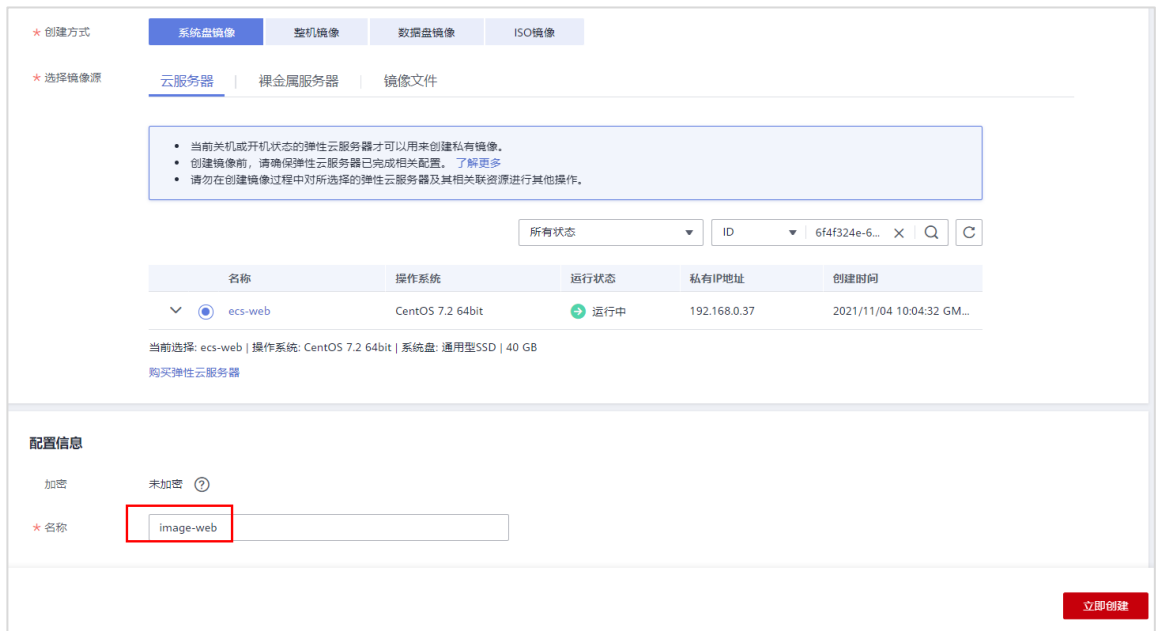 * 创建方式 系统盘镜像 整机镜像 数据盘镜像 ISO镜像
* 选择镜像源 云服务器 | 裸金属服务器 | 镜像文件
• 当前关机或开机状态的弹性云服务器才可以用来创建私有镜像。
• 创建镜像前，请确保弹性云服务器已完成相关配置。 了解更多
• 请勿在创建镜像过程中对所选择的弹性云服务器及其相关联资源进行其他操作。
所有状态 ID 6f4f324e-6...
名称 操作系统 运行状态 私有IP地址 创建时间
ecs-web CentOS 7.2 64bit 运行中 192.168.0.37 2021/11/04 10:04:32 GM...
当前选择: ecs-web | 操作系统: CentOS 7.2 64bit | 系统盘: 通用型SSD | 40 GB
购买弹性云服务器
配置信息
加密 未加密 ?
* 名称 image-web
立即创建